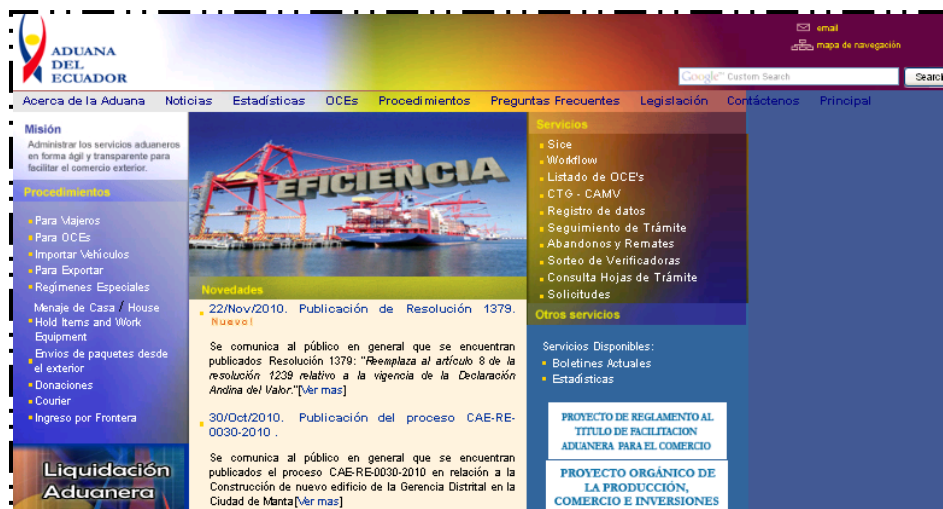 ADUANA
DEL
ECUADOR
email
mapa de navegación
Google™ Custom Search
Search
Acerca de la Aduana Noticias Estadísticas OCEs Procedimientos Preguntas Frecuentes Legislación Contáctenos Principal
Misión
Administrar los servicios aduaneros
en forma ágil y transparente para
facilitar el comercio exterior.
Procedimientos
Para Viajeros
Para OCEs
Importar Vehículos
Para Exportar
Regimenes Especiales
Menaje de Casa / House
Hold Items and Work
Equipment
Envios de paquetes desde
el exterior
Donaciones
Courier
Ingreso por Frontera
Liquidación
Aduanera
EFICIENCIA
Novedades
22/Nov/2010. Publicación de Resolución 1379.
Nuevo!
Se comunica al público en general que se encuentran
publicados Resolución 1379: "Reemplaza al artículo 8 de la
resolución 1239 relativo a la vigencia de la Declaración
Andina del Valor."[Ver mas]
30/Oct/2010. Publicación del proceso CAE-RE-
0030-2010 .
Se comunica al público en general que se encuentran
publicados el proceso CAE-RE-0030-2010 en relación a la
Construcción de nuevo edificio de la Gerencia Distrital en la
Ciudad de Manta[Ver mas]
Servicios
Sice
Workflow
Listado de OCE's
CTG - CAMV
Registro de datos
Seguimiento de Trámite
Abandonos y Remates
Sorteo de Verificadoras
Consulta Hojas de Trámite
Solicitudes
Otros servicios
Servicios Disponibles:
Boletines Actuales
Estadísticas
PROYECTO DE REGLAMENTO AL
TITULO DE FACILITACION
ADUANERA PARA EL COMERCIO
PROYECTO ORGÁNICO DE
LA PRODUCCIÓN,
COMERCIO E INVERSIONES